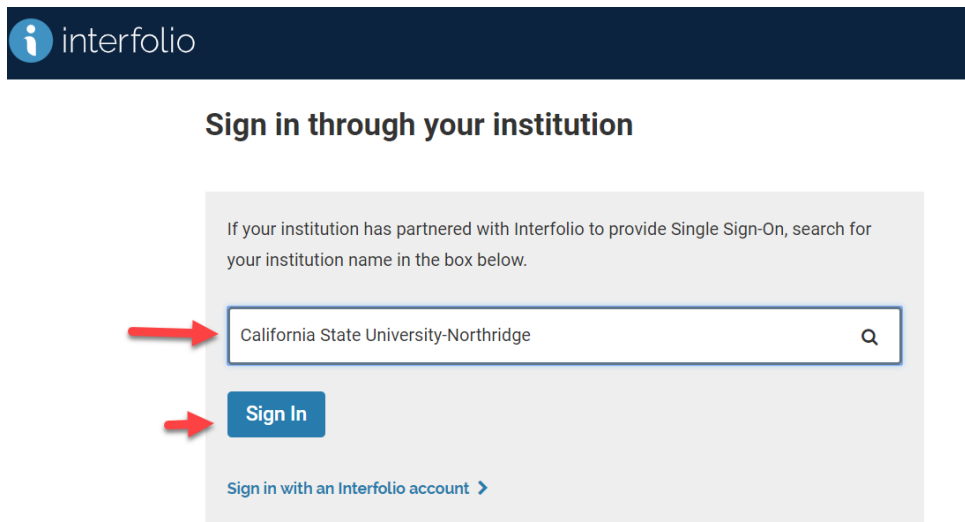 interfolio
Sign in through your institution
If your institution has partnered with Interfolio to provide Single Sign-On, search for
your institution name in the box below.
California State University-Northridge
Sign In
Sign in with an Interfolio account